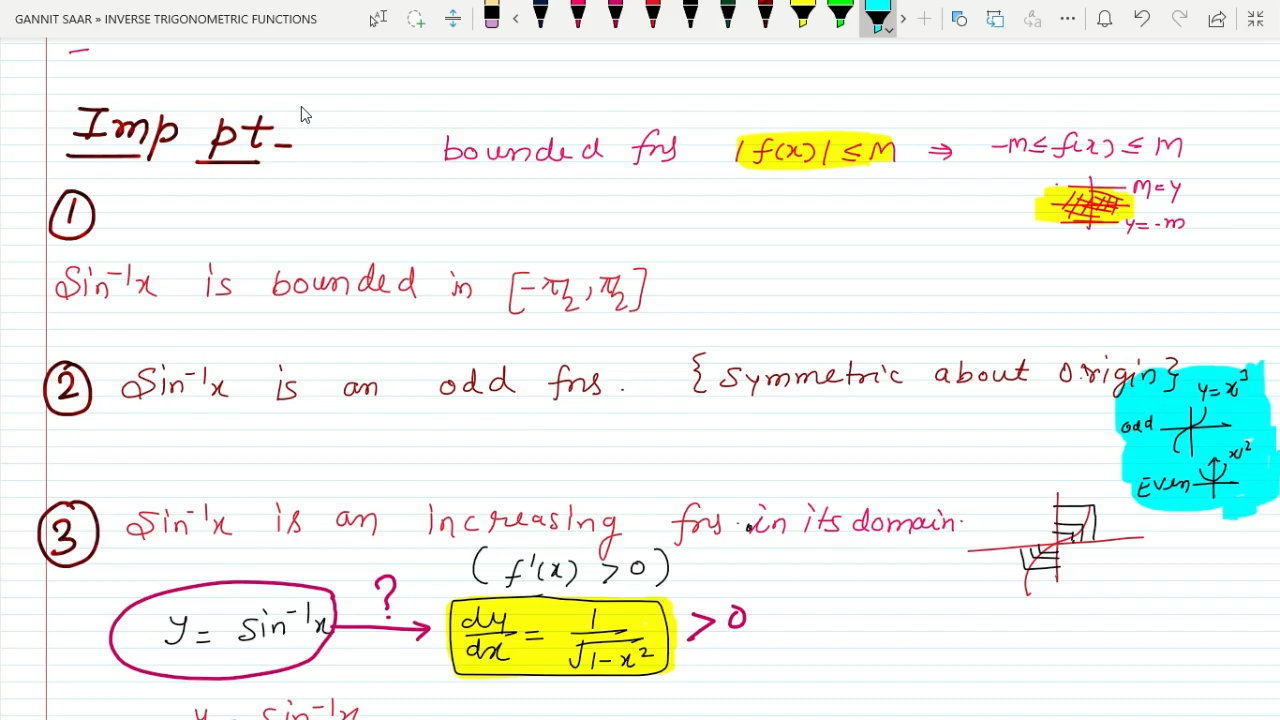 GANNIT SAAR » INVERSE TRIGONOMETRIC FUNCTIONS
Imp pt-
bounded fns |f(x)| ≤ M ⇒ -m ≤ f(x) ≤ M
M=y
y=-m
①
Sin⁻¹x is bounded in [-π/2, π/2]
② Sin⁻¹x is an odd fns. {Symmetric about Origin}
y=x³
odd
x²
Even
③ Sin⁻¹x is an increasing fns. in its domain.
(f'(x) > 0)
y = Sin⁻¹x ? dy/dx = 1/√(1-x²) > 0
y = sin⁻¹x